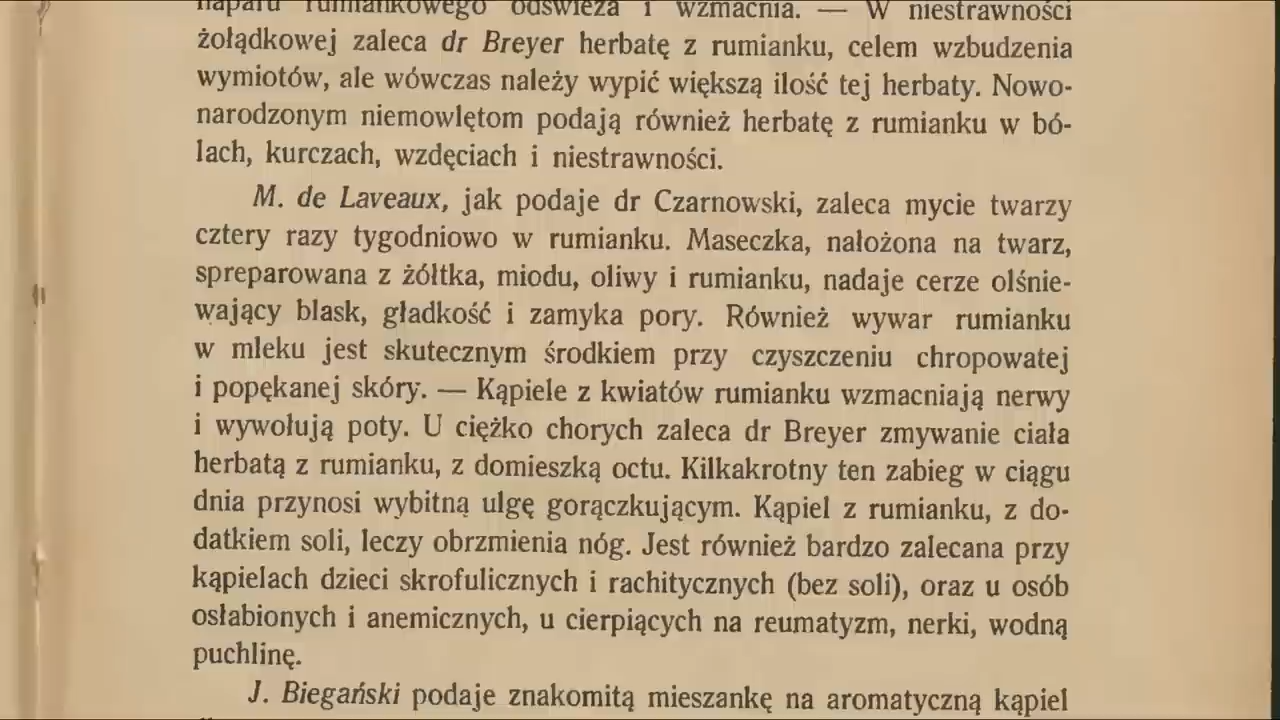 naparu rumiankowego odświeża i wzmacnia. — W niestrawności
żołądkowej zaleca dr Breyer herbatę z rumianku, celem wzbudzenia
wymiotów, ale wówczas należy wypić większą ilość tej herbaty. Nowo-
narodzonym niemowlętom podają również herbatę z rumianku w bó-
lach, kurczach, wzdęciach i niestrawności.
M. de Laveaux, jak podaje dr Czarnowski, zaleca mycie twarzy
cztery razy tygodniowo w rumianku. Maseczka, nałożona na twarz,
spreparowana z żółtka, miodu, oliwy i rumianku, nadaje cerze olśnie-
wający blask, gładkość i zamyka pory. Również wywar rumianku
w mleku jest skutecznym środkiem przy czyszczeniu chropowatej
i popękanej skóry. — Kąpiele z kwiatów rumianku wzmacniają nerwy
i wywołują poty. U ciężko chorych zaleca dr Breyer zmywanie ciała
herbatą z rumianku, z domieszką octu. Kilkakrotny ten zabieg w ciągu
dnia przynosi wybitną ulgę gorączkującym. Kąpiel z rumianku, z do-
datkiem soli, leczy obrzmienia nóg. Jest również bardzo zalecana przy
kąpielach dzieci skrofulicznych i rachitycznych (bez soli), oraz u osób
osłabionych i anemicznych, u cierpiących na reumatyzm, nerki, wodną
puchlinę.
J. Biegański podaje znakomitą mieszankę na aromatyczną kąpiel